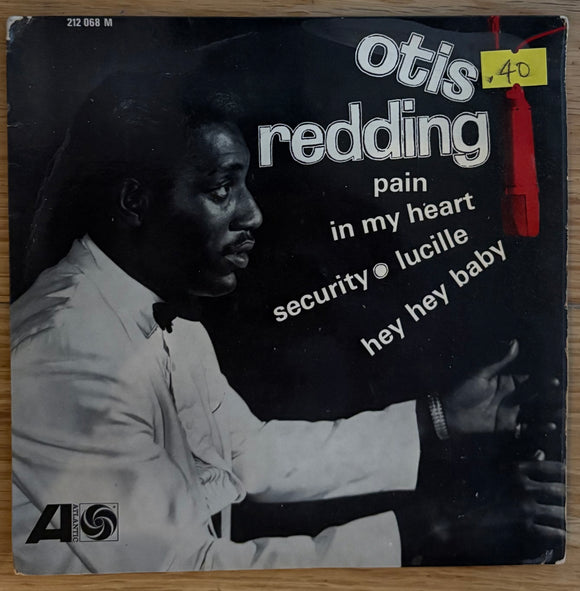 212 068 M
otis
.40
redding
pain
in my heart
security • lucille
hey hey baby
A
ATLANTIC